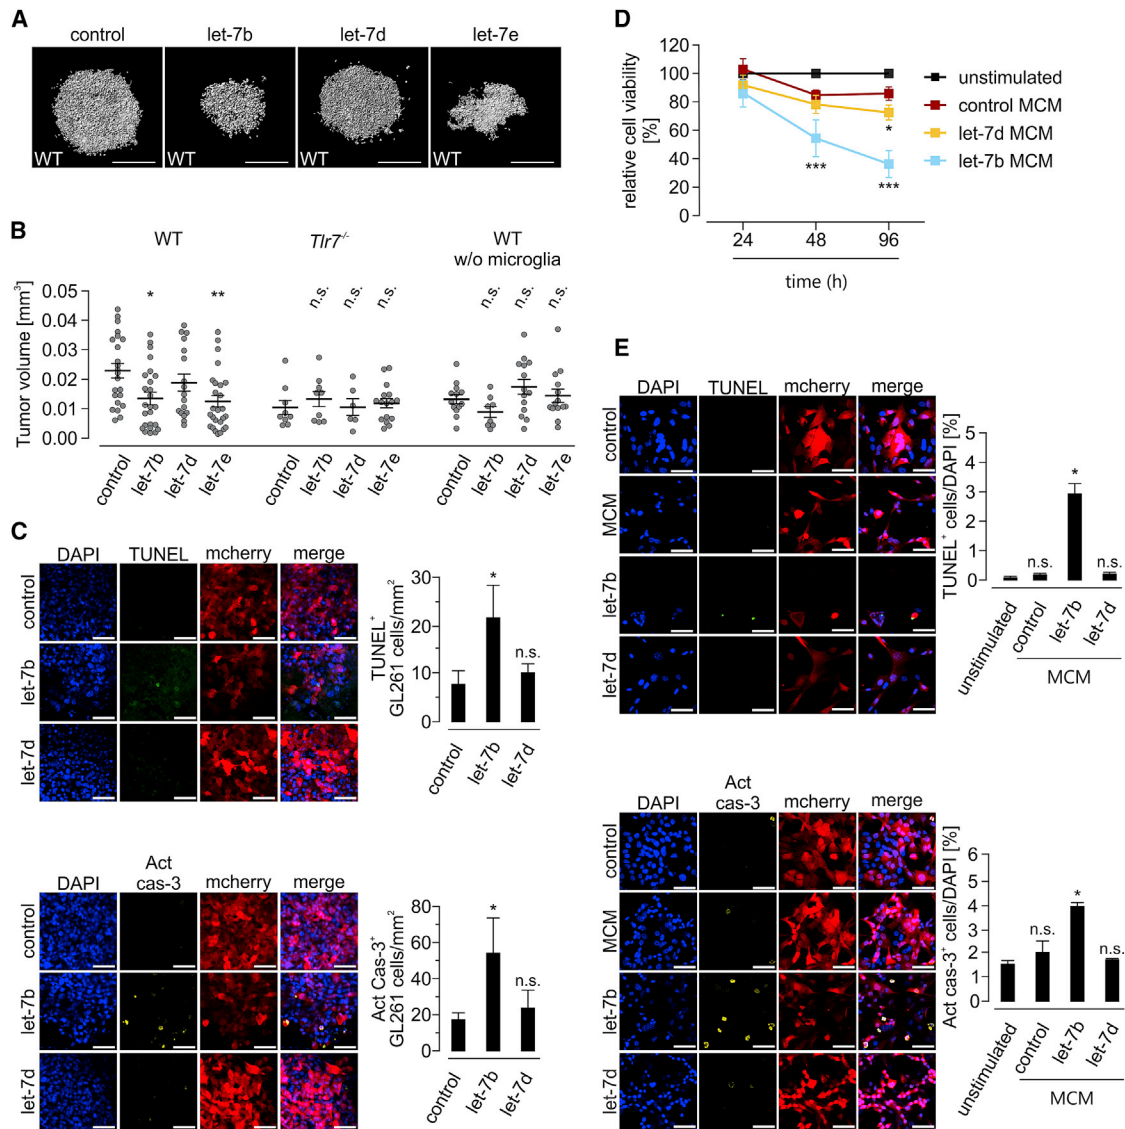 A
control let-7b let-7d let-7e
WT WT WT WT
B
WT Tlr7-/- WT
w/o microglia
Tumor volume [mm3]
0.05
0.04
0.03
0.02
0.01
0.00
* ** n.s. n.s. n.s. n.s. n.s. n.s.
control let-7b let-7d let-7e control let-7b let-7d let-7e control let-7b let-7d let-7e
C
DAPI TUNEL mcherry merge
control
let-7b
let-7d
TUNEL+
GL261 cells/mm2
30
20
10
0
* n.s.
control let-7b let-7d
Act
DAPI cas-3 mcherry merge
control
let-7b
let-7d
Act Cas-3+
GL261 cells/mm2
80
60
40
20
0
* n.s.
control let-7b let-7d
D
relative cell viability
[%]
120
100
80
60
40
20
0
*
***
***
24 48 96
time (h)
unstimulated
control MCM
let-7d MCM
let-7b MCM
E
DAPI TUNEL mcherry merge
control
MCM
let-7b
let-7d
TUNEL+ cells/DAPI [%]
5
4
3
2
1
0
n.s. * n.s.
unstimulated control let-7b let-7d
MCM
Act
DAPI cas-3 mcherry merge
control
MCM
let-7b
let-7d
Act cas-3+ cells/DAPI [%]
6
5
4
2
1
0
n.s. * n.s.
unstimulated control let-7b let-7d
MCM